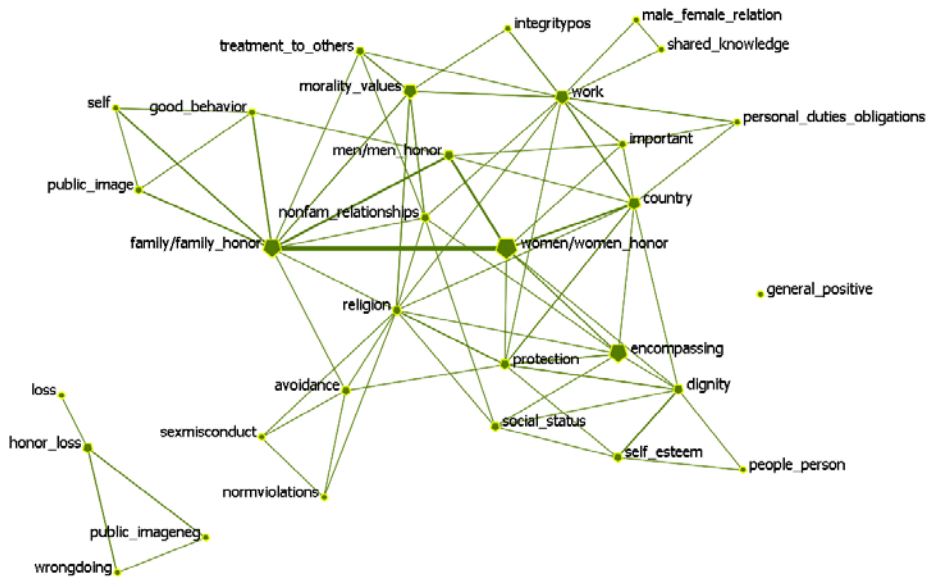 integritypos
male_female_relation
treatment_to_others
shared_knowledge
morality_values
work
self
good_behavior
personal_duties_obligations
men/men_honor
important
public_image
nonfam_relationships
country
family/family_honor
women/women_honor
general_positive
religion
encompassing
protection
avoidance
dignity
loss
sexmisconduct
social_status
honor_loss
self_esteem
people_person
normviolations
public_imageneg
wrongdoing